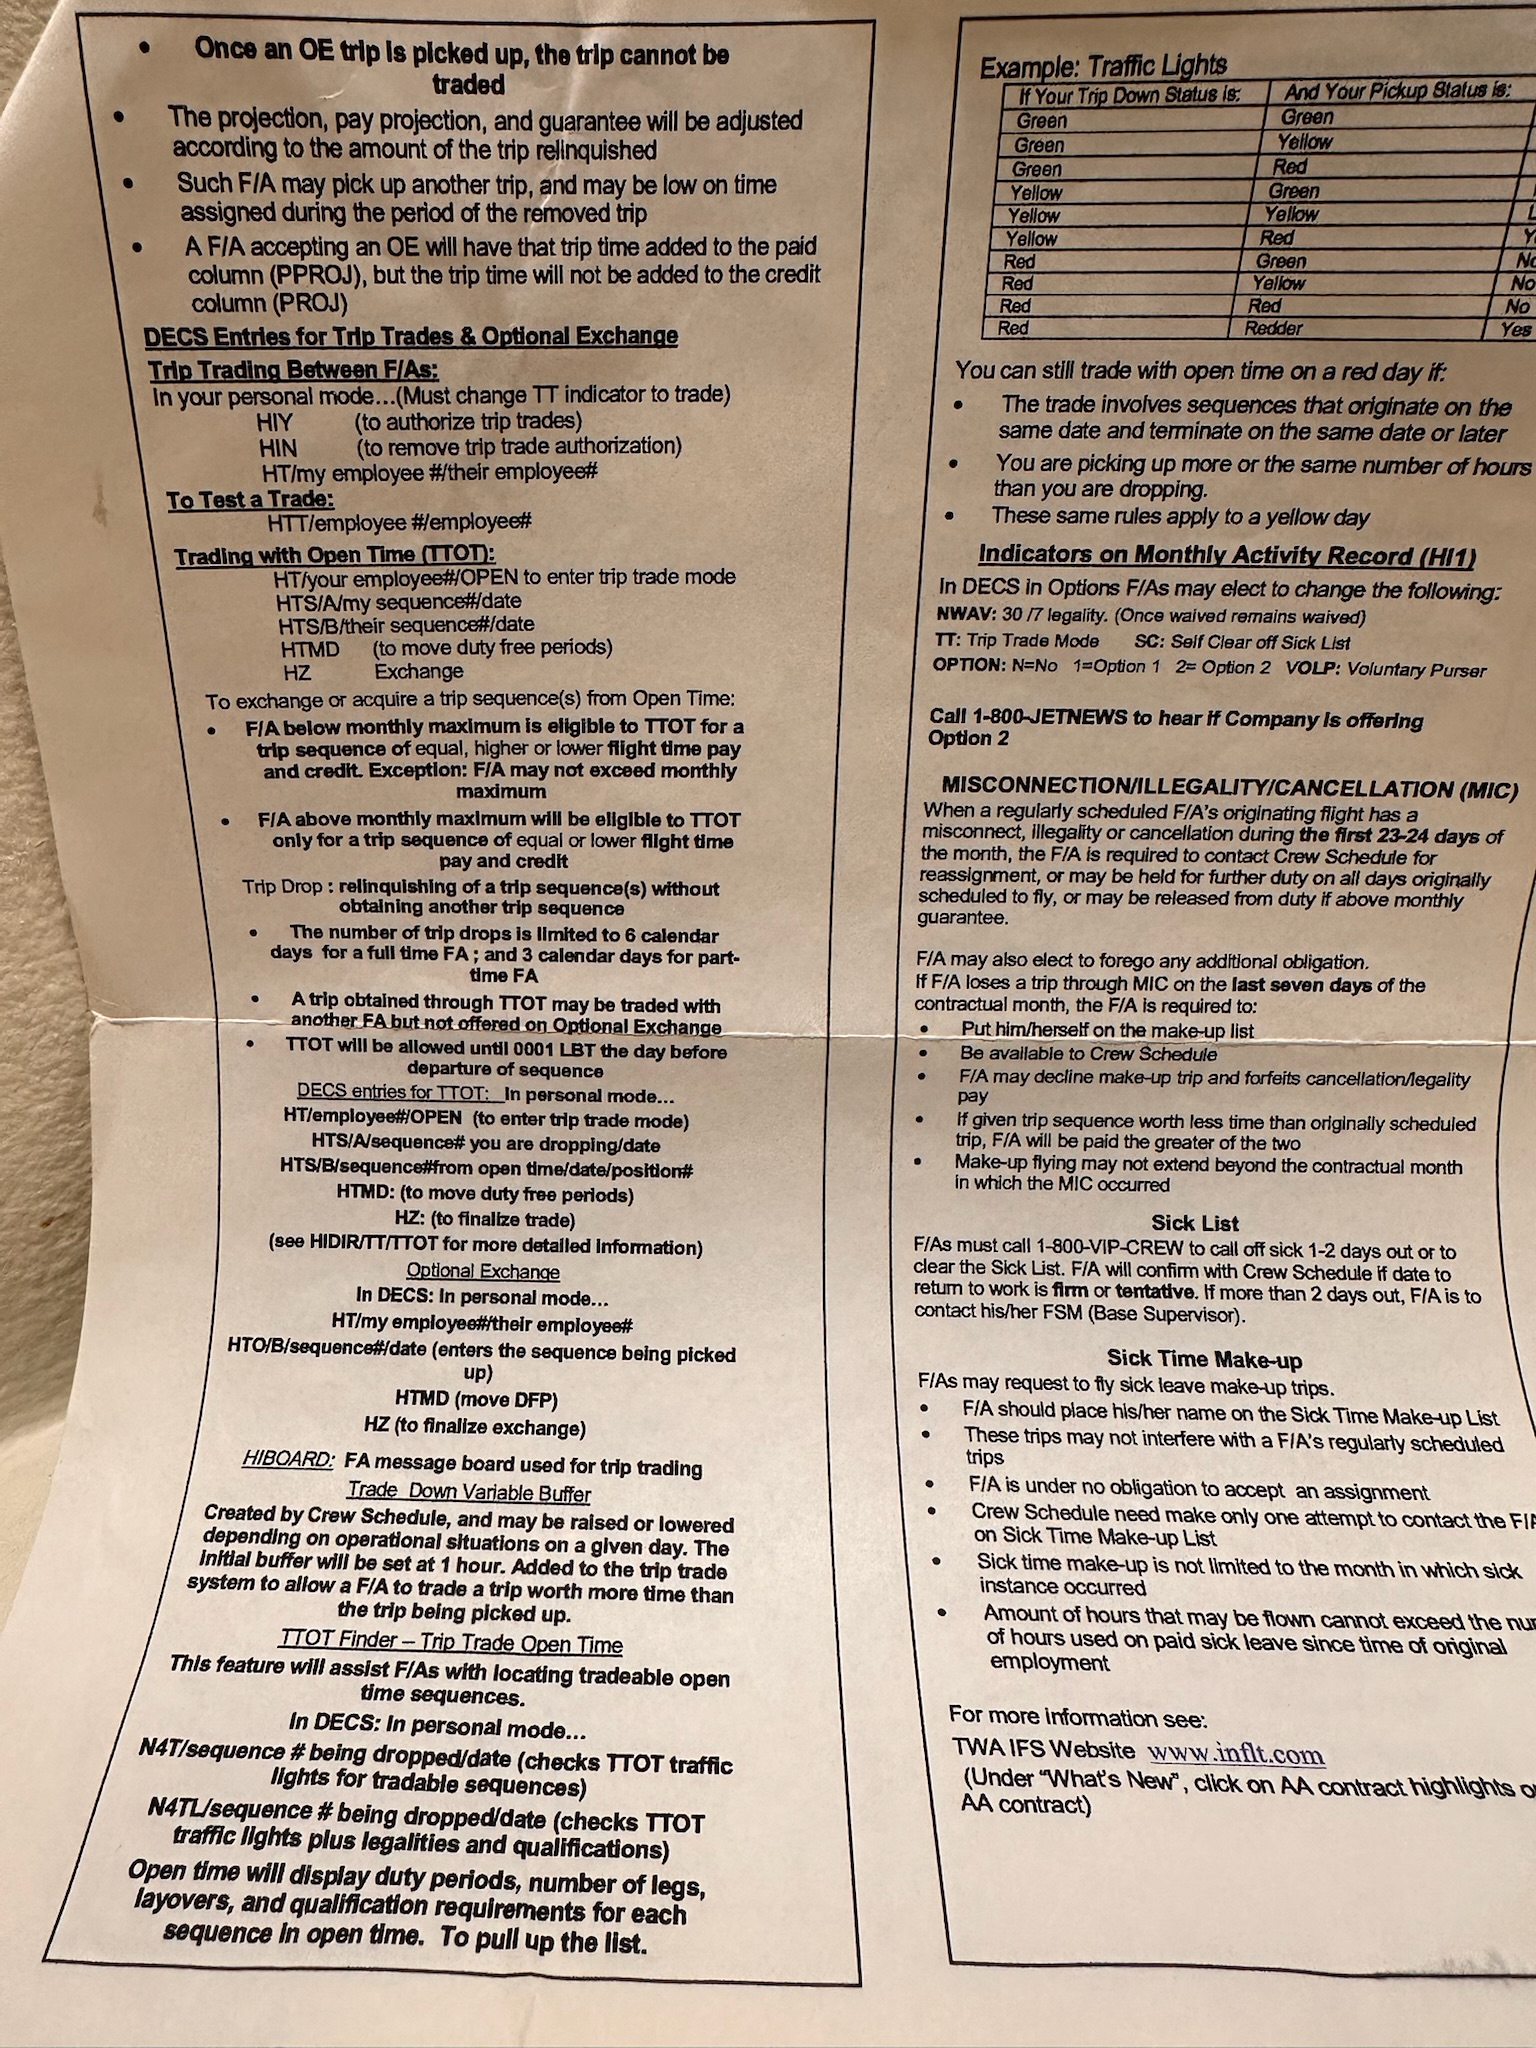 • Once an OE trip is picked up, the trip cannot be
traded
• The projection, pay projection, and guarantee will be adjusted
according to the amount of the trip relinquished
• Such F/A may pick up another trip, and may be low on time
assigned during the period of the removed trip
• A F/A accepting an OE will have that trip time added to the paid
column (PPROJ), but the trip time will not be added to the credit
column (PROJ)
DECS Entries for Trip Trades & Optional Exchange
Trip Trading Between F/As:
In your personal mode...(Must change TT indicator to trade)
HIY (to authorize trip trades)
HIN (to remove trip trade authorization)
HT/my employee #/their employee#
To Test a Trade:
HTT/employee #/employee#
Trading with Open Time (TTOT):
HT/your employee#/OPEN to enter trip trade mode
HTS/A/my sequence#/date
HTS/B/their sequence#/date
HTMD (to move duty free periods)
HZ Exchange
To exchange or acquire a trip sequence(s) from Open Time:
• F/A below monthly maximum is eligible to TTOT for a
trip sequence of equal, higher or lower flight time pay
and credit. Exception: F/A may not exceed monthly
maximum
• F/A above monthly maximum will be eligible to TTOT
only for a trip sequence of equal or lower flight time
pay and credit
Trip Drop : relinquishing of a trip sequence(s) without
obtaining another trip sequence
• The number of trip drops is limited to 6 calendar
days for a full time FA ; and 3 calendar days for part-
time FA
• A trip obtained through TTOT may be traded with
another FA but not offered on Optional Exchange
• TTOT will be allowed until 0001 LBT the day before
departure of sequence
DECS entries for TTOT: In personal mode...
HT/employee#/OPEN (to enter trip trade mode)
HTS/A/sequence# you are dropping/date
HTS/B/sequence#from open time/date/position#
HTMD: (to move duty free periods)
HZ: (to finalize trade)
(see HIDIR/TT/TTOT for more detailed information)
Optional Exchange
In DECS: In personal mode...
HT/my employee#/their employee#
HTO/B/sequence#/date (enters the sequence being picked
up)
HTMD (move DFP)
HZ (to finalize exchange)
HIBOARD: FA message board used for trip trading
Trade Down Variable Buffer
Created by Crew Schedule, and may be raised or lowered
depending on operational situations on a given day. The
initial buffer will be set at 1 hour. Added to the trip trade
system to allow a F/A to trade a trip worth more time than
the trip being picked up.
TTOT Finder – Trip Trade Open Time
This feature will assist F/As with locating tradeable open
time sequences.
In DECS: In personal mode...
N4T/sequence # being dropped/date (checks TTOT traffic
lights for tradable sequences)
N4TL/sequence # being dropped/date (checks TTOT
traffic lights plus legalities and qualifications)
Open time will display duty periods, number of legs,
layovers, and qualification requirements for each
sequence in open time. To pull up the list.
Example: Traffic Lights
If Your Trip Down Status is: And Your Pickup Status is:
Green Green
Green Yellow
Green Red
Yellow Green
Yellow Yellow
Yellow Red
Red Green No
Red Yellow No
Red Red No
Red Redder Yes
You can still trade with open time on a red day if:
• The trade involves sequences that originate on the
same date and terminate on the same date or later
• You are picking up more or the same number of hours
than you are dropping.
• These same rules apply to a yellow day
Indicators on Monthly Activity Record (HI1)
In DECS in Options F/As may elect to change the following:
NWAV: 30 /7 legality. (Once waived remains waived)
TT: Trip Trade Mode SC: Self Clear off Sick List
OPTION: N=No 1=Option 1 2= Option 2 VOLP: Voluntary Purser
Call 1-800-JETNEWS to hear if Company is offering
Option 2
MISCONNECTION/ILLEGALITY/CANCELLATION (MIC)
When a regularly scheduled F/A's originating flight has a
misconnect, illegality or cancellation during the first 23-24 days of
the month, the F/A is required to contact Crew Schedule for
reassignment, or may be held for further duty on all days originally
scheduled to fly, or may be released from duty if above monthly
guarantee.
F/A may also elect to forego any additional obligation.
If F/A loses a trip through MIC on the last seven days of the
contractual month, the F/A is required to:
• Put him/herself on the make-up list
• Be available to Crew Schedule
• F/A may decline make-up trip and forfeits cancellation/legality
pay
• If given trip sequence worth less time than originally scheduled
trip, F/A will be paid the greater of the two
• Make-up flying may not extend beyond the contractual month
in which the MIC occurred
Sick List
F/As must call 1-800-VIP-CREW to call off sick 1-2 days out or to
clear the Sick List. F/A will confirm with Crew Schedule if date to
return to work is firm or tentative. If more than 2 days out, F/A is to
contact his/her FSM (Base Supervisor).
Sick Time Make-up
F/As may request to fly sick leave make-up trips.
• F/A should place his/her name on the Sick Time Make-up List
• These trips may not interfere with a F/A's regularly scheduled
trips
• F/A is under no obligation to accept an assignment
• Crew Schedule need make only one attempt to contact the F/A
on Sick Time Make-up List
• Sick time make-up is not limited to the month in which sick
instance occurred
• Amount of hours that may be flown cannot exceed the
of hours used on paid sick leave since time of original
employment
For more information see:
TWA IFS Website www.inflt.com
(Under "What's New", click on AA contract highlights
AA contract)